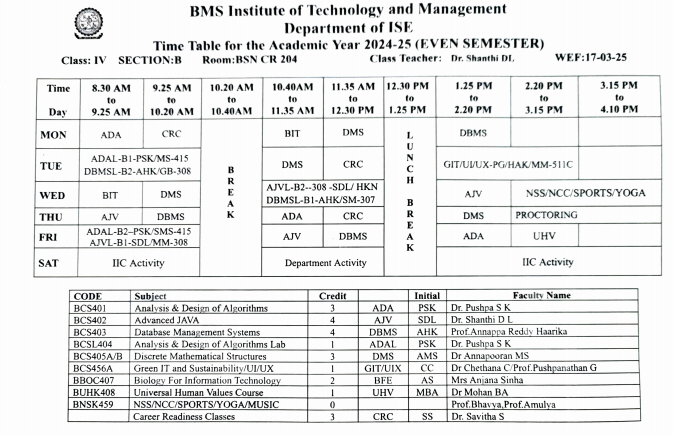 BMS Institute of Technology and Management
Department of ISE
Time Table for the Academic Year 2024-25 (EVEN SEMESTER)
Class: IV SECTION:B Room:BSN CR 204 Class Teacher: Dr. Shanthi DL WEF:17-03-25
Time 8.30 AM 9.25 AM 10.20 AM 10.40AM 11.35 AM 12.30 PM 1.25 PM 2.20 PM 3.15 PM
to to to to to to to to to
Day 9.25 AM 10.20 AM 10.40AM 11.35 AM 12.30 PM 1.25 PM 2.20 PM 3.15 PM 4.10 PM
BREAK
LUNCH BREAK
MON ADA CRC BIT DMS DBMS
TUE ADAL-B1-PSK/MS-415
DBMSL-B2-AHK/GB-308 DMS CRC GIT/UI/UX-PG/HAK/MM-511C
WED BIT DMS AJVL-B2--308 -SDL/ HKN
DBMSL-B1-AHK/SM-307 AJV NSS/NCC/SPORTS/YOGA
THU AJV DBMS ADA CRC DMS PROCTORING
FRI ADAL-B2–PSK/SMS-415
AJVL-B1-SDL/MM-308 AJV DBMS ADA UHV
SAT IIC Activity Department Activity IIC Activity
CODE Subject Credit Initial Faculty Name
BCS401 Analysis & Design of Algorithms 3 ADA PSK Dr. Pushpa S K
BCS402 Advanced JAVA 4 AJV SDL Dr. Shanthi D L
BCS403 Database Management Systems 4 DBMS AHK Prof.Annappa Reddy Haarika
BCSL404 Analysis & Design of Algorithms Lab 1 ADAL PSK Dr. Pushpa S K
BCS405A/B Discrete Mathematical Structures 3 DMS AMS Dr Annapooran MS
BCS456A Green IT and Sustainability/UI/UX 1 GIT/UIX CC Dr Chethana C/Prof.Pushpanathan G
BBOC407 Biology For Information Technology 2 BFE AS Mrs Anjana Sinha
BUHK408 Universal Human Values Course 1 UHV MBA Dr Mohan BA
BNSK459 NSS/NCC/SPORTS/YOGA/MUSIC 0 Prof.Bhavya,Prof.Amulya
Career Readiness Classes 3 CRC SS Dr. Savitha S